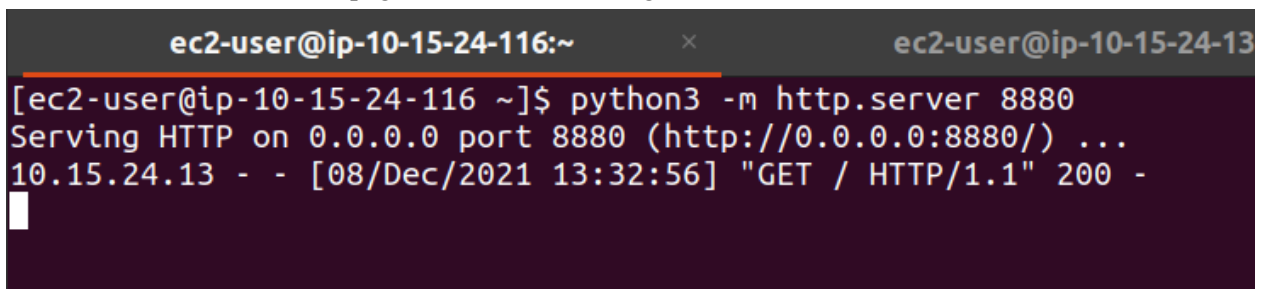 ec2-user@ip-10-15-24-116:~ × ec2-user@ip-10-15-24-13
[ec2-user@ip-10-15-24-116 ~]$ python3 -m http.server 8880
Serving HTTP on 0.0.0.0 port 8880 (http://0.0.0.0:8880/) ...
10.15.24.13 - - [08/Dec/2021 13:32:56] "GET / HTTP/1.1" 200 -